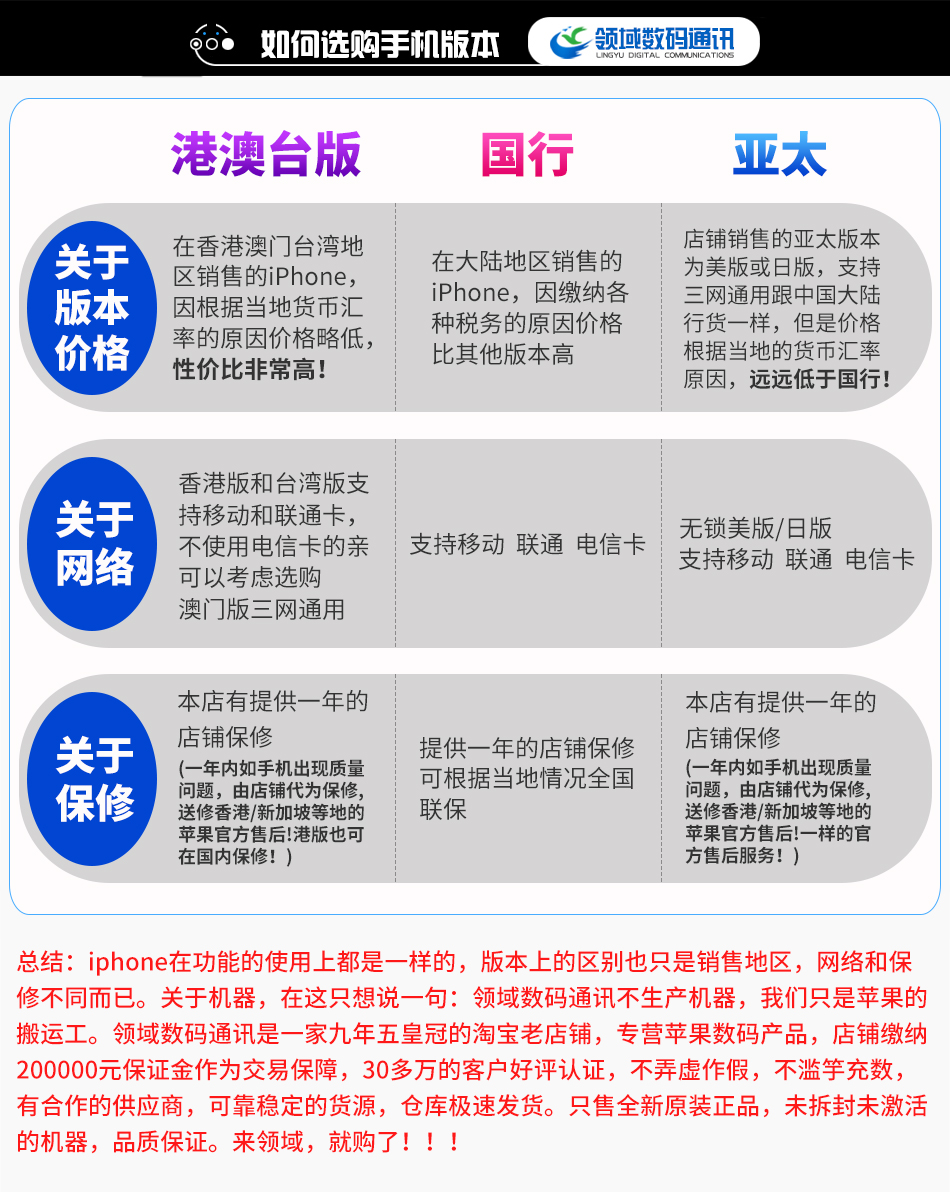 如何选购手机版本
领域数码通讯
LINGYU DIGITAL COMMUNICATIONS
港澳台版
国行
亚太
关于
版本
价格
在香港澳门台湾地
区销售的iPhone，
因根据当地货币汇
率的原因价格略低，
性价比非常高！
在大陆地区销售的
iPhone，因缴纳各
种税务的原因价格
比其他版本高
店铺销售的亚太版本
为美版或日版，支持
三网通用跟中国大陆
行货一样，但是价格
根据当地的货币汇率
原因，远远低于国行！
关于
网络
香港版和台湾版支
持移动和联通卡，
不使用电信卡的亲
可以考虑选购
澳门版三网通用
支持移动 联通 电信卡
无锁美版/日版
支持移动 联通 电信卡
关于
保修
本店有提供一年的
店铺保修
(一年内如手机出现质量
问题，由店铺代为保修,
送修香港/新加坡等地的
苹果官方售后!港版也可
在国内保修！)
提供一年的店铺保修
可根据当地情况全国
联保
本店有提供一年的
店铺保修
(一年内如手机出现质量
问题，由店铺代为保修,
送修香港/新加坡等地的
苹果官方售后!一样的官
方售后服务！)
总结：iphone在功能的使用上都是一样的，版本上的区别也只是销售地区，网络和保
修不同而已。关于机器，在这只想说一句：领域数码通讯不生产机器，我们只是苹果的
搬运工。领域数码通讯是一家九年五皇冠的淘宝老店铺，专营苹果数码产品，店铺缴纳
200000元保证金作为交易保障，30多万的客户好评认证，不弄虚作假，不滥竽充数，
有合作的供应商，可靠稳定的货源，仓库极速发货。只售全新原装正品，未拆封未激活
的机器，品质保证。来领域，就购了！！！